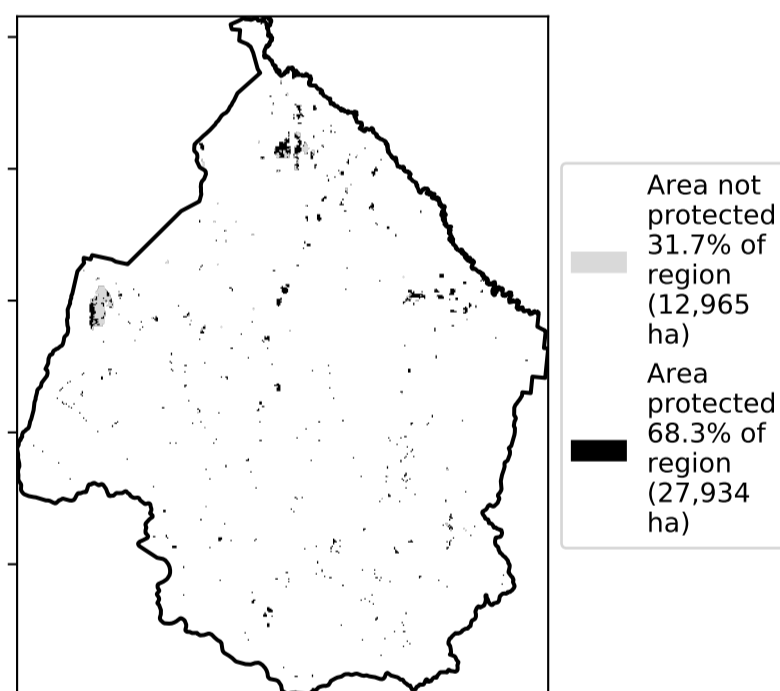 Area not
protected
31.7% of
region
(12,965
ha)
Area
protected
68.3% of
region
(27,934
ha)